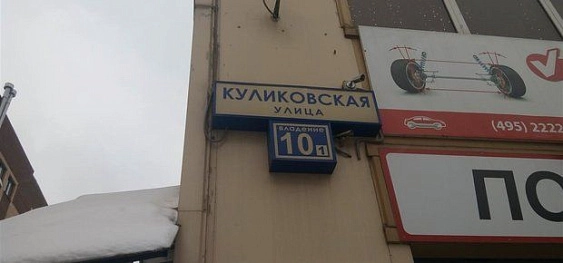 КУЛИКОВСКАЯ
УЛИЦА
владение
10 1
(495) 2222
ПО